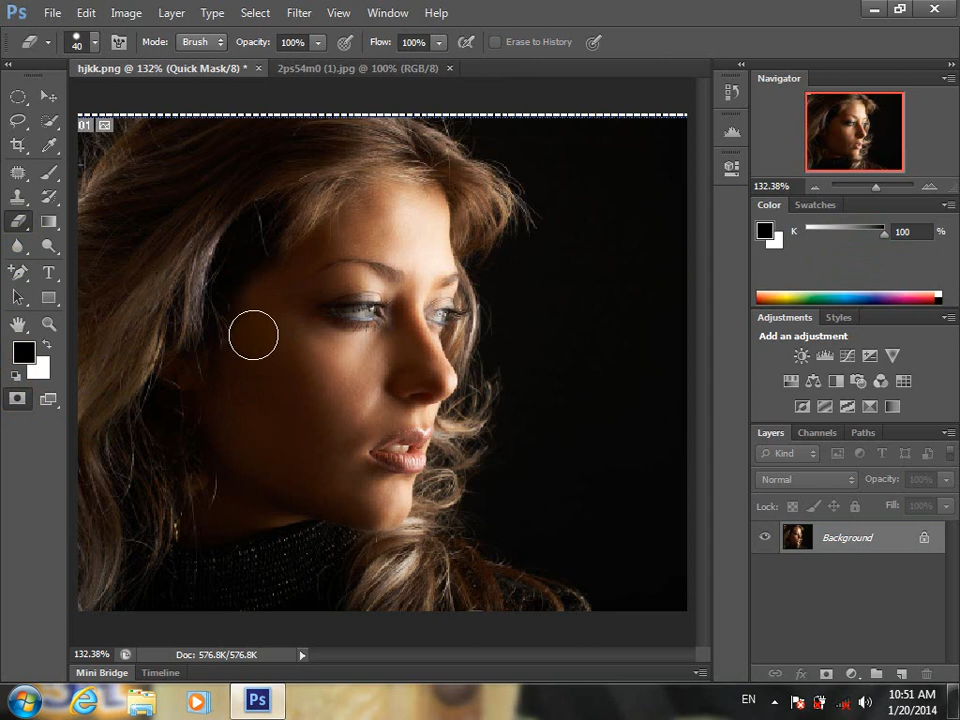 Ps File Edit Image Layer Type Select Filter View Window Help
40 Mode: Brush Opacity: 100% Flow: 100% Erase to History
hjkk.png @ 132% (Quick Mask/8) * × 2ps54m0 (1).jpg @ 100% (RGB/8) ×
01
Navigator
132.38%
Color Swatches
K 100 %
Adjustments Styles
Add an adjustment
Layers Channels Paths
Kind
Normal Opacity: 100%
Lock: Fill: 100%
Background
132.38% Doc: 576.8K/576.8K
Mini Bridge Timeline
Ps EN 10:51 AM
1/20/2014